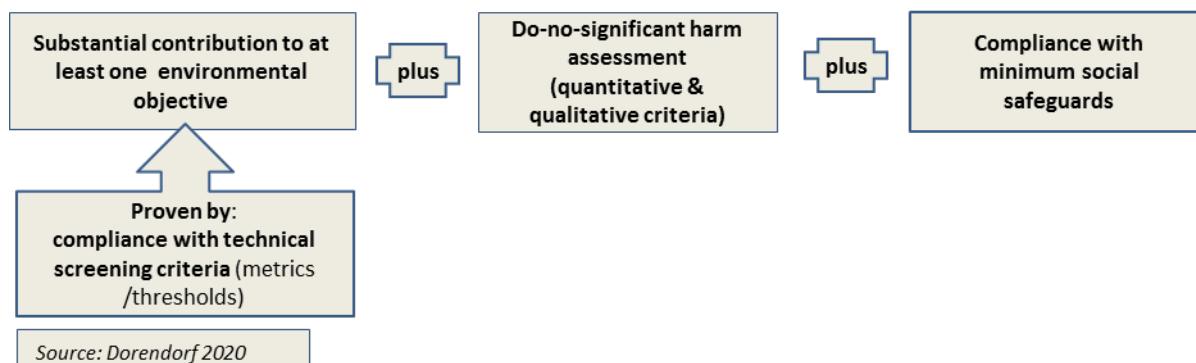 Substantial contribution to at
least one environmental
objective
plus
Do-no-significant harm
assessment
(quantitative &
qualitative criteria)
plus
Compliance with
minimum social
safeguards
Proven by:
compliance with technical
screening criteria (metrics
/thresholds)
Source: Dorendorf 2020